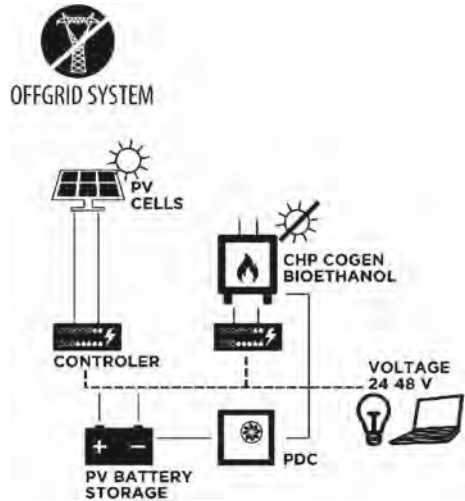 OFFGRID SYSTEM
PV
CELLS
CHP COGEN
BIOETHANOL
CONTROLER
VOLTAGE
24 48 V
+ −
PV BATTERY
STORAGE
PDC